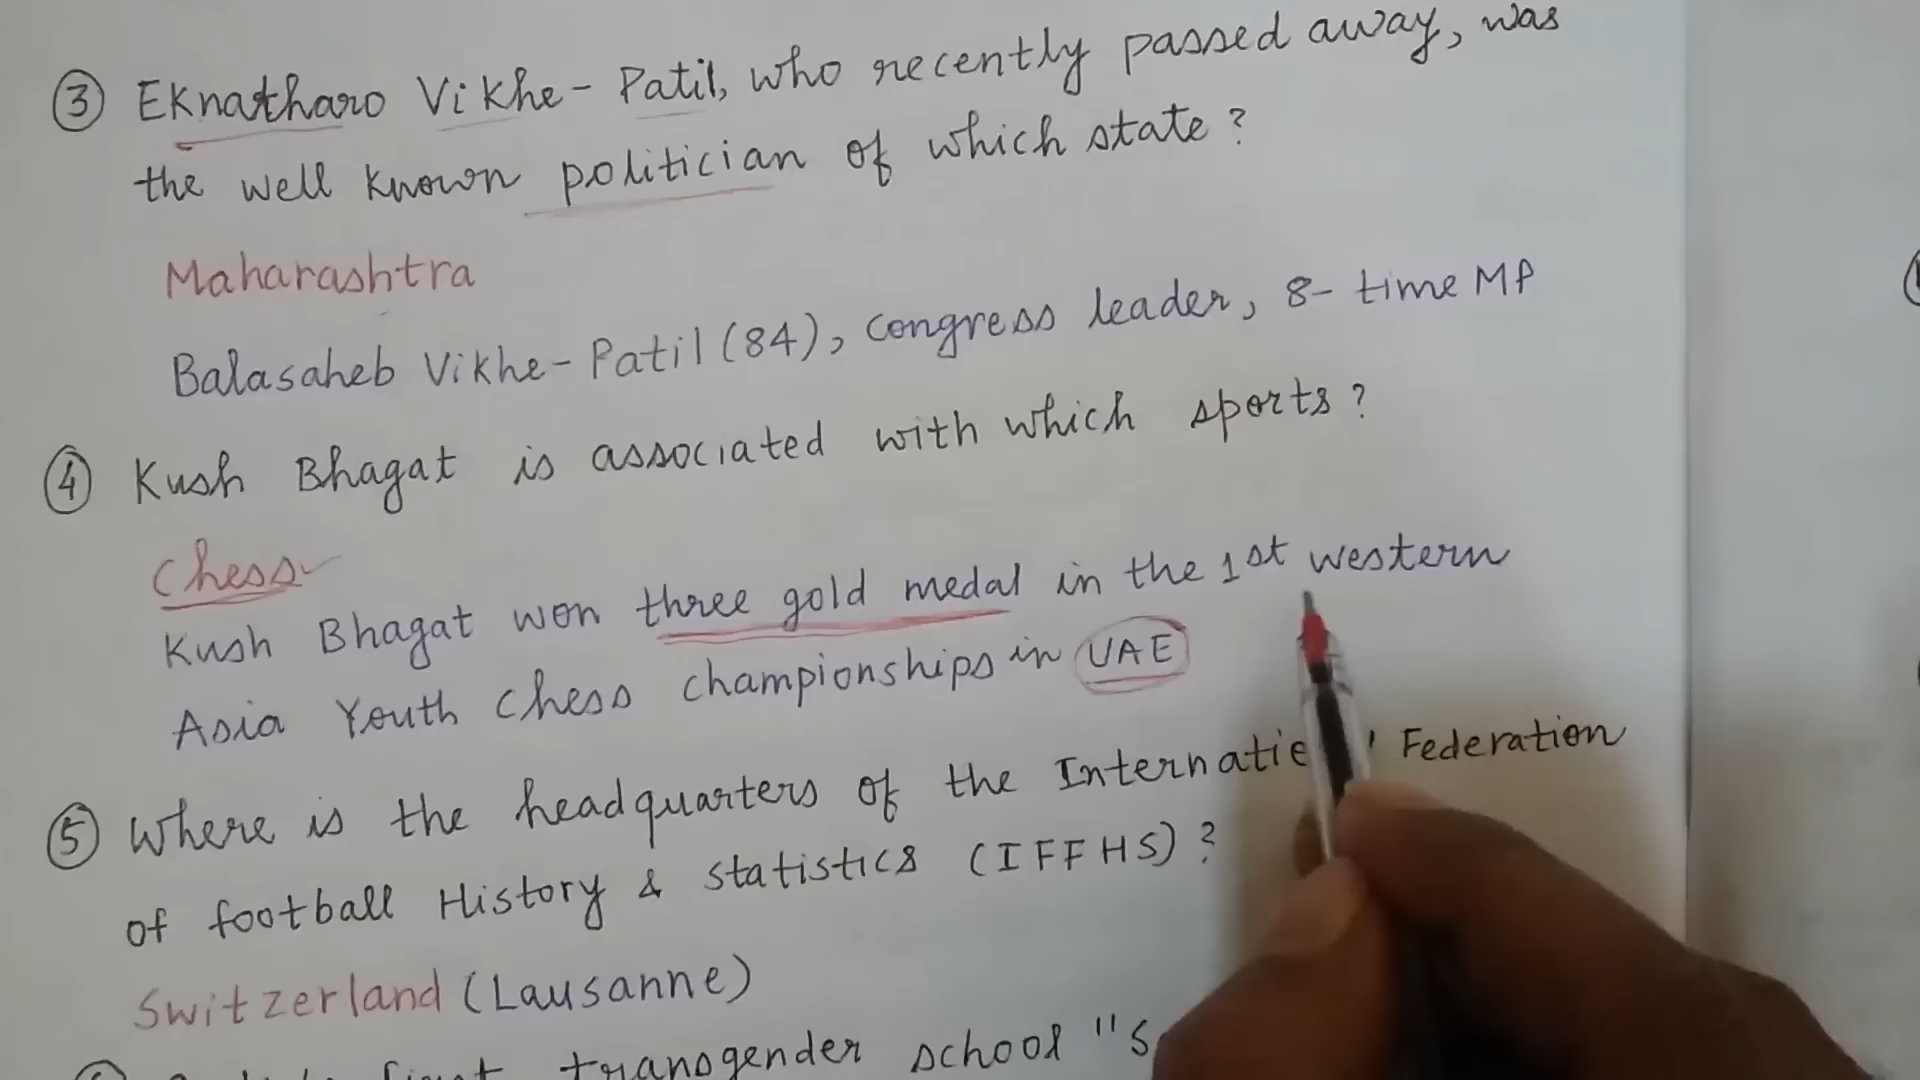 ③ Eknatharo Vikhe-Patil, who recently passed away, was
the well known politician of which state?
Maharashtra
Balasaheb Vikhe-Patil (84), Congress leader, 8-time MP
④ Kush Bhagat is associated with which sports?
Chess
Kush Bhagat won three gold medal in the 1st western
Asia Youth Chess championships in UAE
⑤ Where is the headquarters of the Federation
of football History & statistics (IFFHS)?
Switzerland (Lausanne)
transgender school "S